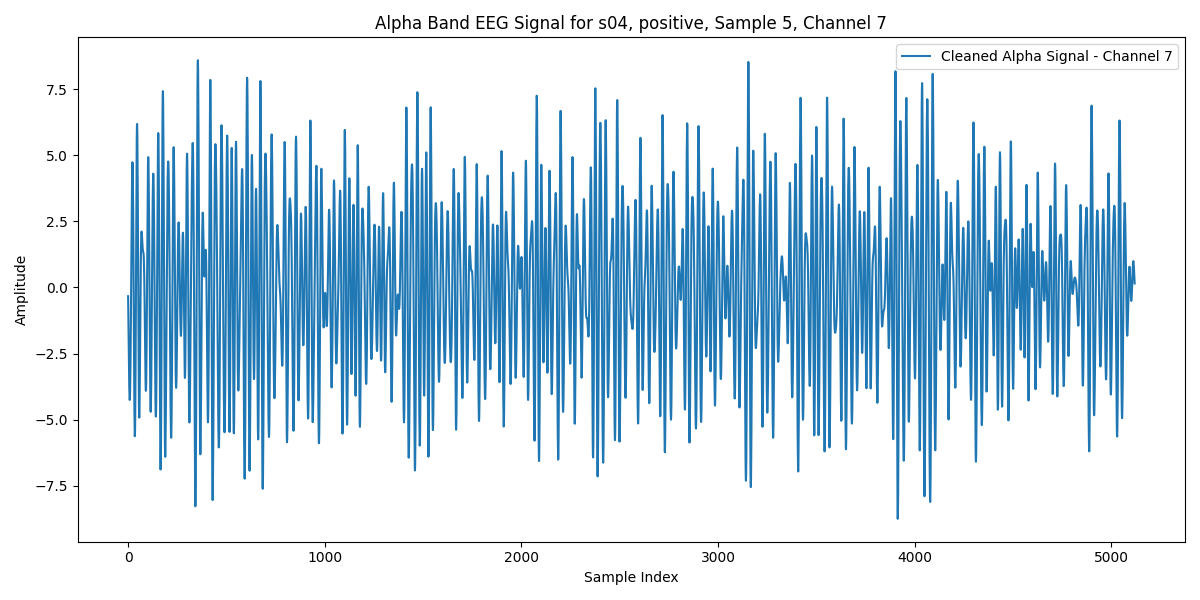 Alpha Band EEG Signal for s04, positive, Sample 5, Channel 7
Cleaned Alpha Signal - Channel 7
Amplitude
7.5
5.0
2.5
0.0
−2.5
−5.0
−7.5
0 1000 2000 3000 4000 5000
Sample Index